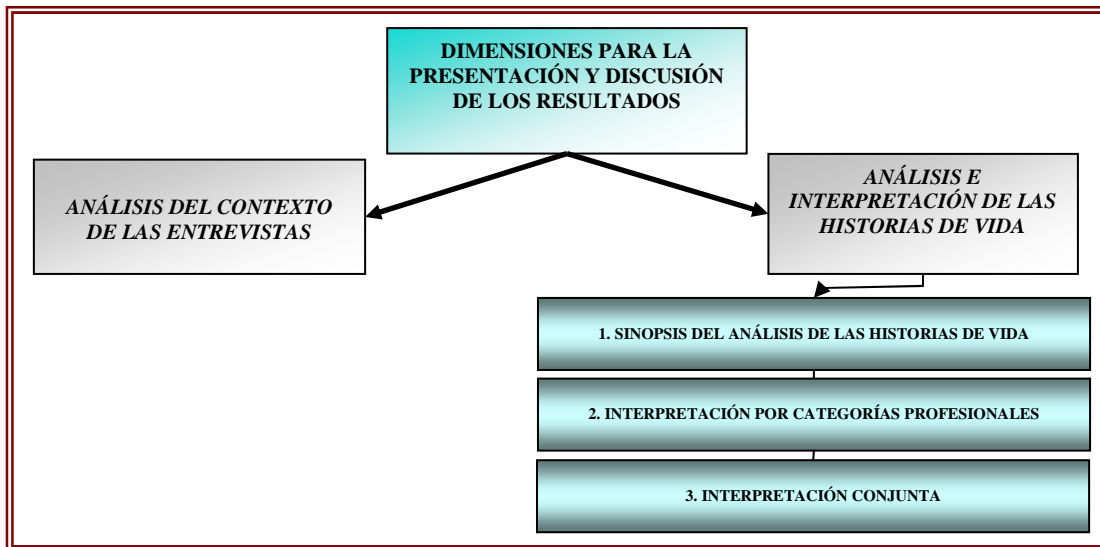 DIMENSIONES PARA LA
PRESENTACIÓN Y DISCUSIÓN
DE LOS RESULTADOS
ANÁLISIS DEL CONTEXTO
DE LAS ENTREVISTAS
ANÁLISIS E
INTERPRETACIÓN DE LAS
HISTORIAS DE VIDA
1. SINOPSIS DEL ANÁLISIS DE LAS HISTORIAS DE VIDA
2. INTERPRETACIÓN POR CATEGORÍAS PROFESIONALES
3. INTERPRETACIÓN CONJUNTA